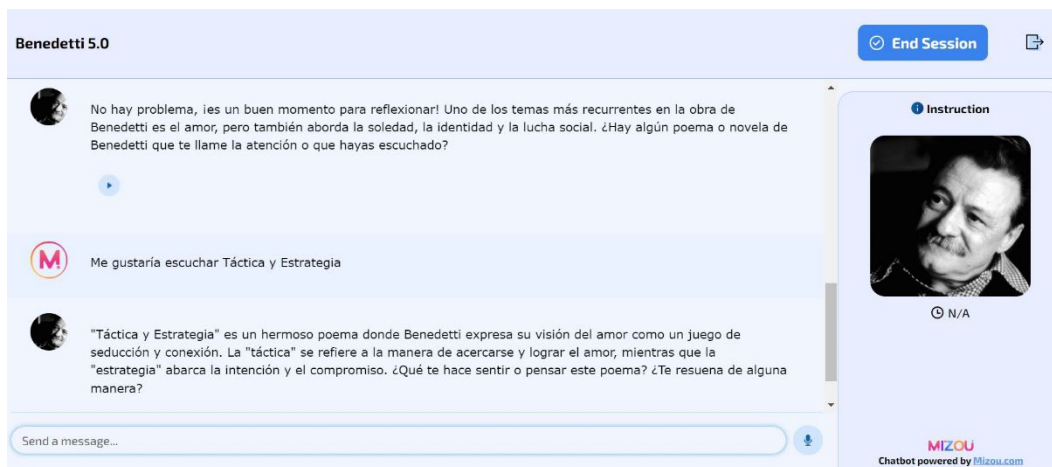 Benedetti 5.0
End Session
No hay problema, ¡es un buen momento para reflexionar! Uno de los temas más recurrentes en la obra de
Benedetti es el amor, pero también aborda la soledad, la identidad y la lucha social. ¿Hay algún poema o novela de
Benedetti que te llame la atención o que hayas escuchado?
M
Me gustaría escuchar Táctica y Estrategia
"Táctica y Estrategia" es un hermoso poema donde Benedetti expresa su visión del amor como un juego de
seducción y conexión. La "táctica" se refiere a la manera de acercarse y lograr el amor, mientras que la
"estrategia" abarca la intención y el compromiso. ¿Qué te hace sentir o pensar este poema? ¿Te resuena de alguna
manera?
Send a message...
Instruction
N/A
MIZOU
Chatbot powered by Mizou.com